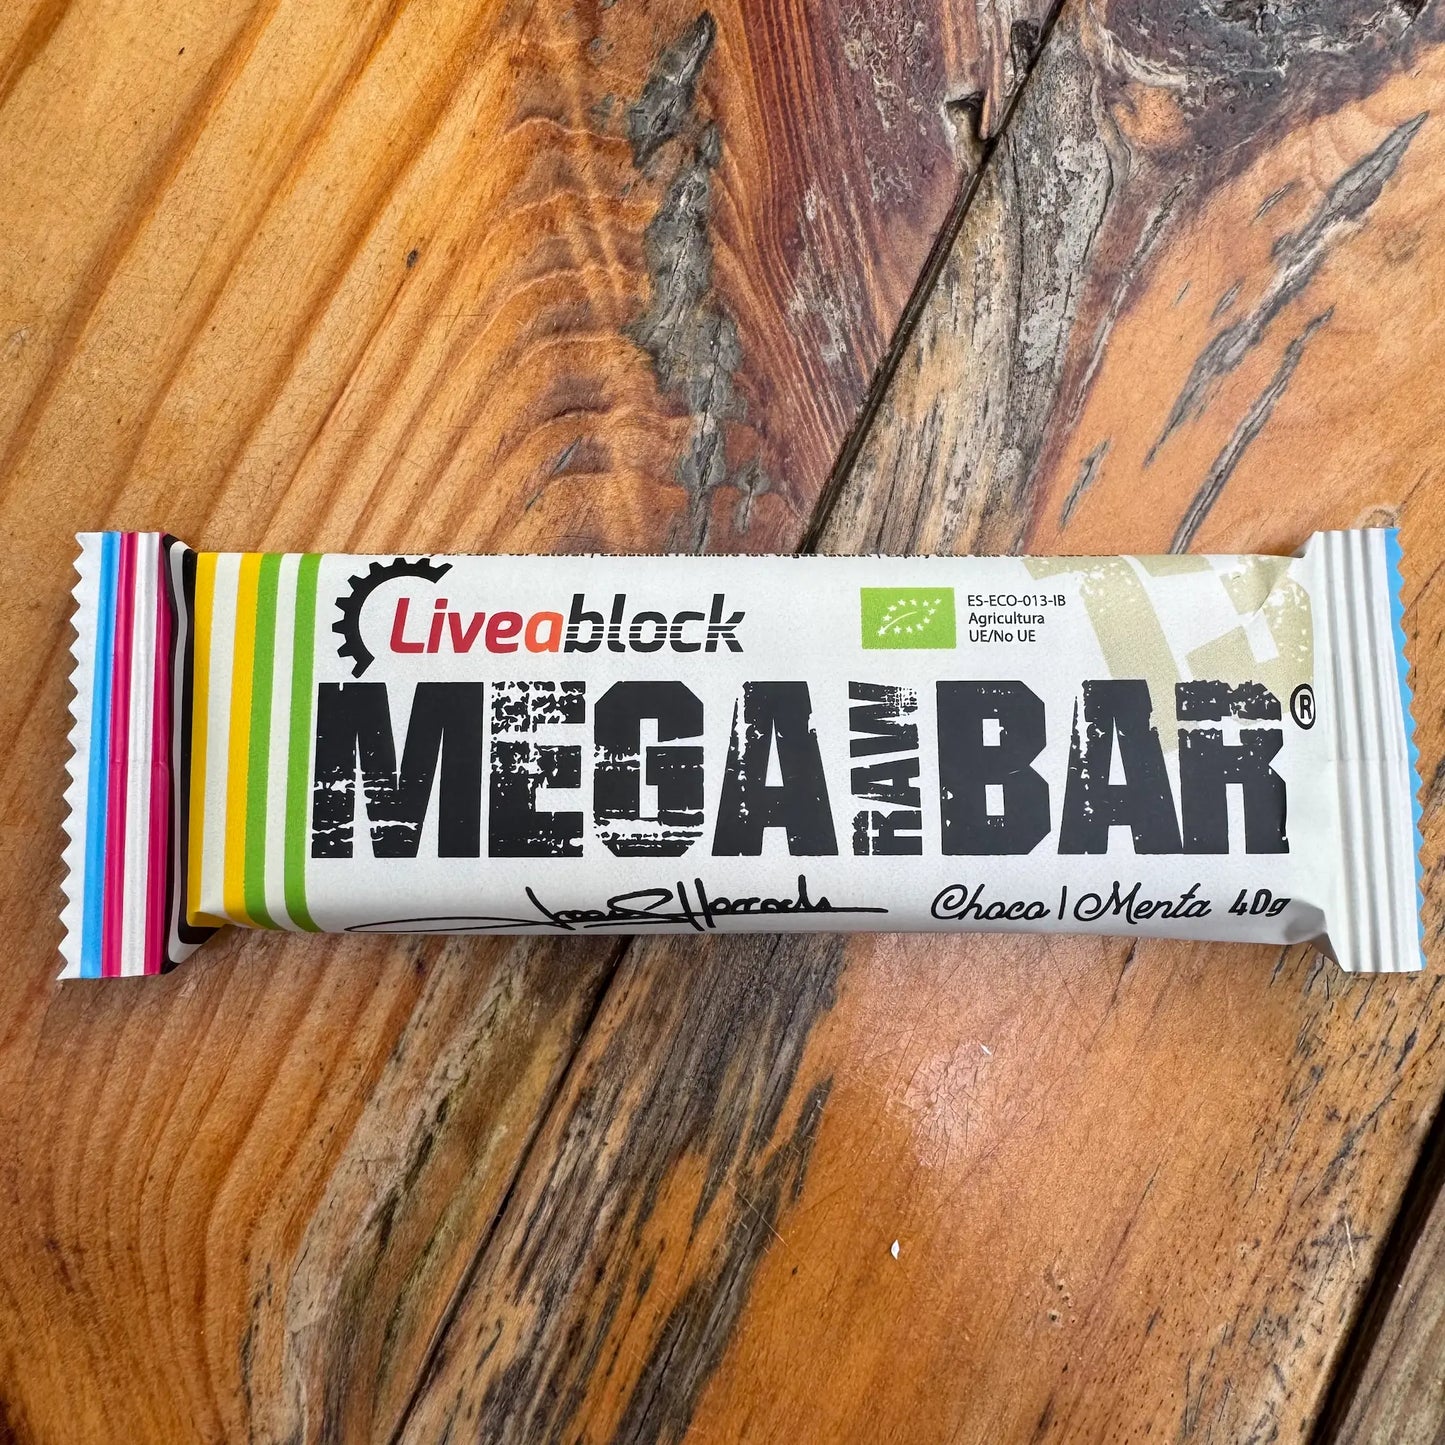 Liveablock
ES-ECO-013-IB
Agricultura
UE/No UE
MEGA RAW BAR®
Choco | Menta 40g